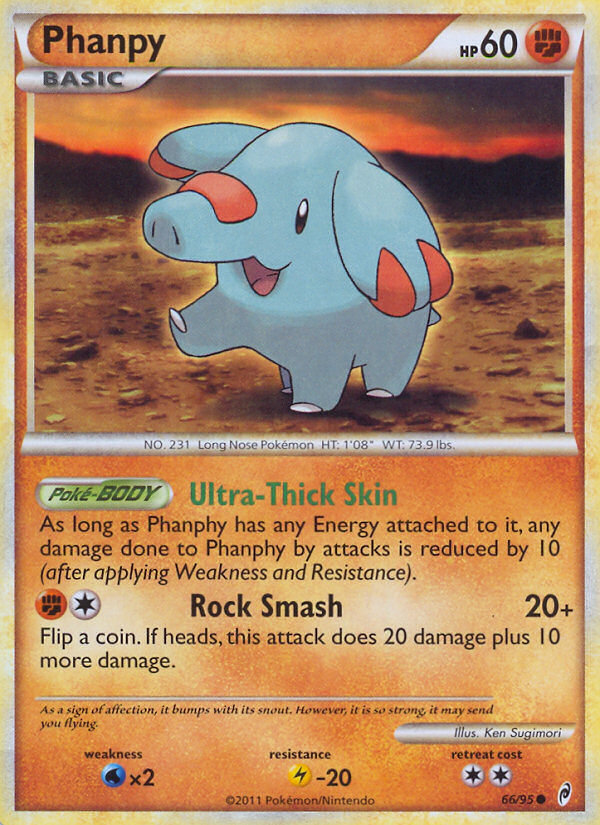 Phanpy
HP60
BASIC
NO. 231 Long Nose Pokémon HT: 1'08" WT: 73.9 lbs.
Poké-BODY Ultra-Thick Skin
As long as Phanphy has any Energy attached to it, any
damage done to Phanphy by attacks is reduced by 10
(after applying Weakness and Resistance).
Rock Smash 20+
Flip a coin. If heads, this attack does 20 damage plus 10
more damage.
As a sign of affection, it bumps with its snout. However, it is so strong, it may send
you flying.
Illus. Ken Sugimori
weakness resistance retreat cost
×2 -20
©2011 Pokémon/Nintendo 66/95